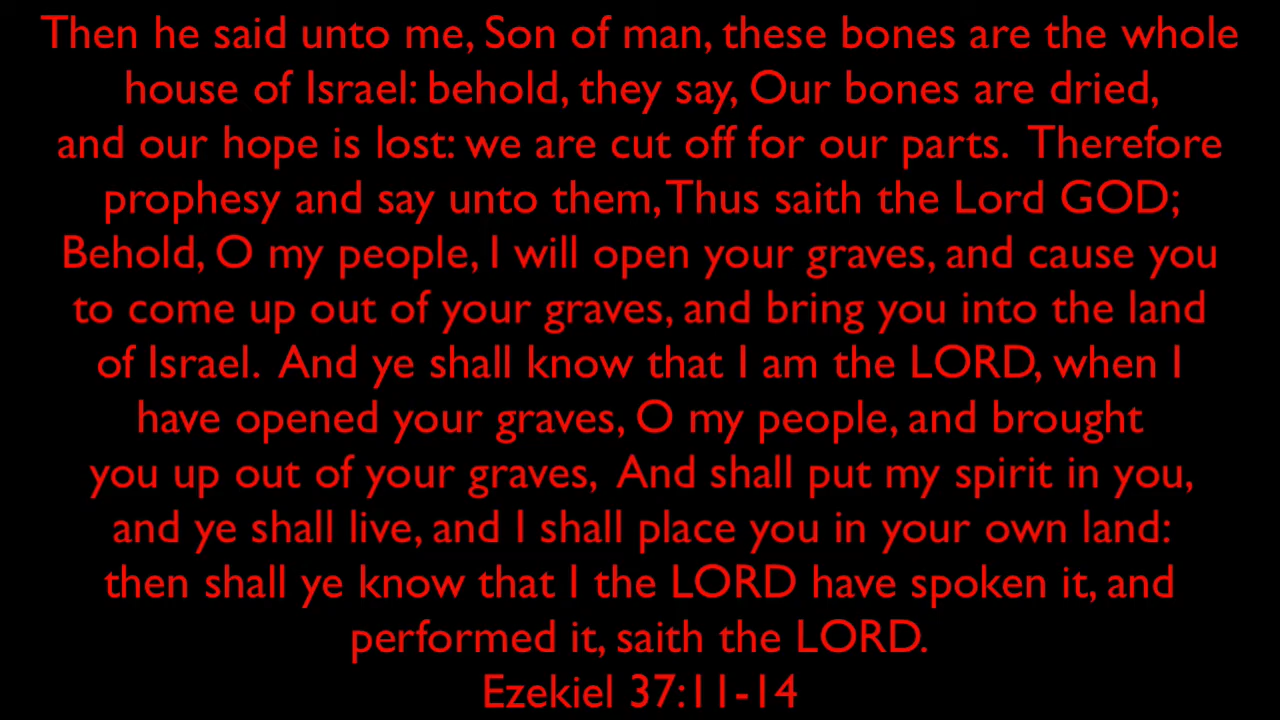 Then he said unto me, Son of man, these bones are the whole
house of Israel: behold, they say, Our bones are dried,
and our hope is lost: we are cut off for our parts. Therefore
prophesy and say unto them, Thus saith the Lord GOD;
Behold, O my people, I will open your graves, and cause you
to come up out of your graves, and bring you into the land
of Israel. And ye shall know that I am the LORD, when I
have opened your graves, O my people, and brought
you up out of your graves, And shall put my spirit in you,
and ye shall live, and I shall place you in your own land:
then shall ye know that I the LORD have spoken it, and
performed it, saith the LORD.
Ezekiel 37:11-14